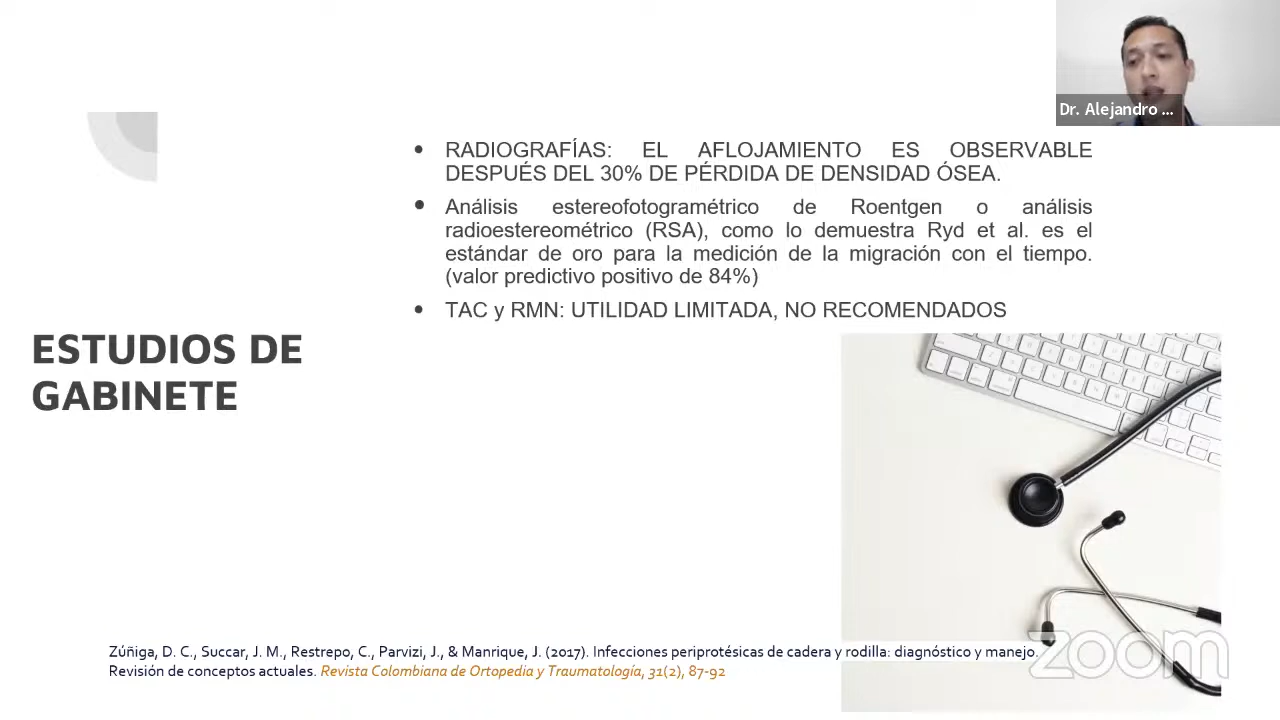 Dr. Alejandro ...
• RADIOGRAFÍAS: EL AFLOJAMIENTO ES OBSERVABLE
DESPUÉS DEL 30% DE PÉRDIDA DE DENSIDAD ÓSEA.
• Análisis estereofotogramétrico de Roentgen o análisis
radioestereométrico (RSA), como lo demuestra Ryd et al. es el
estándar de oro para la medición de la migración con el tiempo.
(valor predictivo positivo de 84%)
• TAC y RMN: UTILIDAD LIMITADA, NO RECOMENDADOS
ESTUDIOS DE
GABINETE
Zúñiga, D. C., Succar, J. M., Restrepo, C., Parvizi, J., & Manrique, J. (2017). Infecciones periprotésicas de cadera y rodilla: diagnóstico y manejo.
Revisión de conceptos actuales. Revista Colombiana de Ortopedia y Traumatología, 31(2), 87-92
zoom